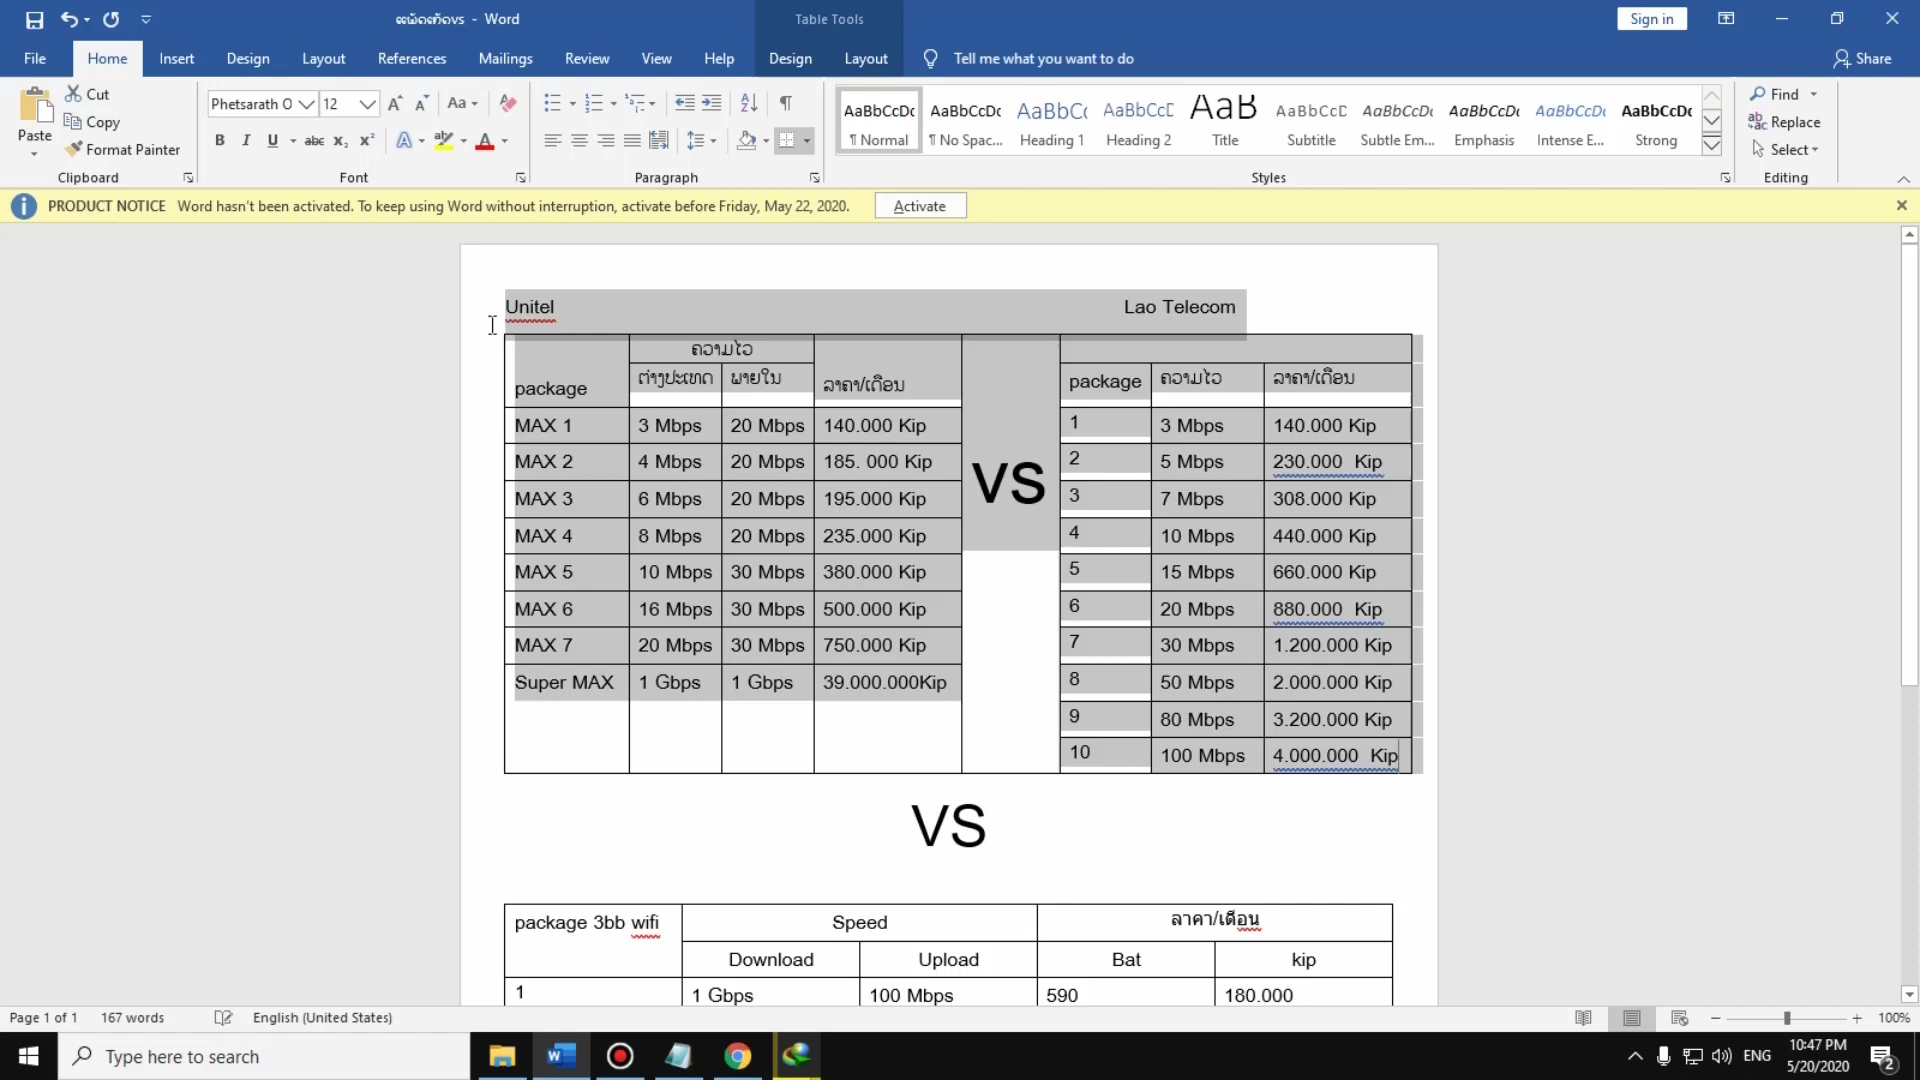 ແພັດເກັດເນຣ - Word
Table Tools
Sign in
File Home Insert Design Layout References Mailings Review View Help Design Layout Tell me what you want to do Share
Paste
Cut
Copy
Format Painter
Clipboard
Phetsarath O 12
Font
Paragraph
AaBbCcDc ¶ Normal
AaBbCcDc ¶ No Spac...
AaBbC( Heading 1
AaBbCcD Heading 2
AaB Title
AaBbCcD Subtitle
AaBbCcDc Subtle Em...
AaBbCcDc Emphasis
AaBbCcDc Intense E...
AaBbCcDc Strong
Styles
Find
Replace
Select
Editing
PRODUCT NOTICE Word hasn't been activated. To keep using Word without interruption, activate before Friday, May 22, 2020. Activate
Unitel Lao Telecom
ຄວາມໄວ
package ຕ່າງປະເທດ ພາຍໃນ ລາຄາ/ເດືອນ package ຄວາມໄວ ລາຄາ/ເດືອນ
MAX 1 3 Mbps 20 Mbps 140.000 Kip 1 3 Mbps 140.000 Kip
MAX 2 4 Mbps 20 Mbps 185. 000 Kip 2 5 Mbps 230.000 Kip
VS
MAX 3 6 Mbps 20 Mbps 195.000 Kip 3 7 Mbps 308.000 Kip
MAX 4 8 Mbps 20 Mbps 235.000 Kip 4 10 Mbps 440.000 Kip
MAX 5 10 Mbps 30 Mbps 380.000 Kip 5 15 Mbps 660.000 Kip
MAX 6 16 Mbps 30 Mbps 500.000 Kip 6 20 Mbps 880.000 Kip
MAX 7 20 Mbps 30 Mbps 750.000 Kip 7 30 Mbps 1.200.000 Kip
Super MAX 1 Gbps 1 Gbps 39.000.000Kip 8 50 Mbps 2.000.000 Kip
9 80 Mbps 3.200.000 Kip
10 100 Mbps 4.000.000 Kip
VS
package 3bb wifi Speed ลาคา/เดือน
Download Upload Bat kip
1 1 Gbps 100 Mbps 590 180.000
Page 1 of 1 167 words English (United States) 100%
Type here to search
ENG
10:47 PM
5/20/2020
2